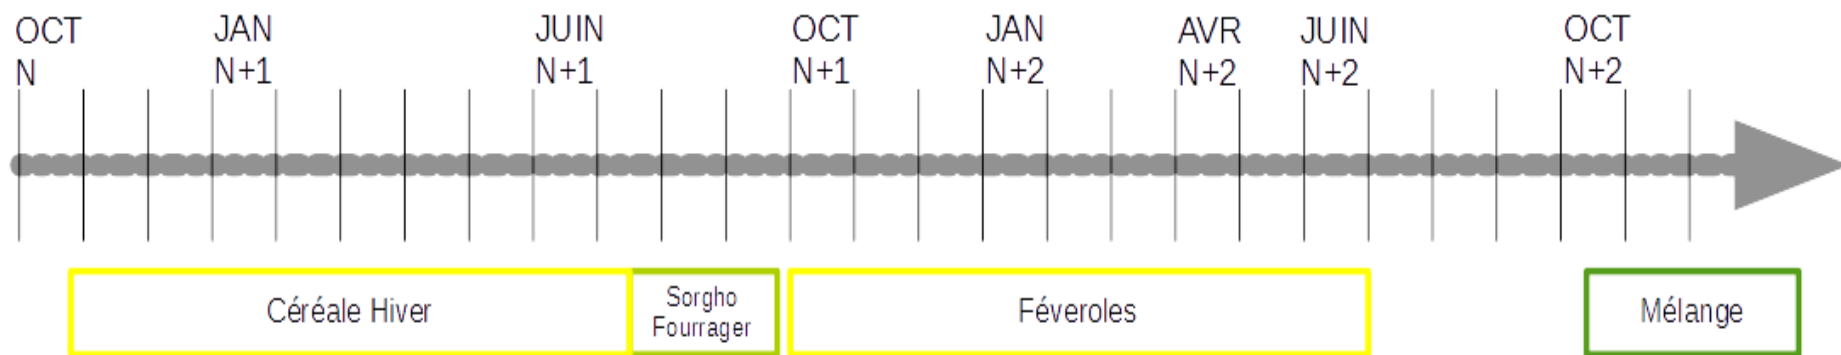 OCT JAN JUIN OCT JAN AVR JUIN OCT
N N+1 N+1 N+1 N+2 N+2 N+2 N+2
Céréale Hiver
Sorgho
Fourrager
Féveroles
Mélange